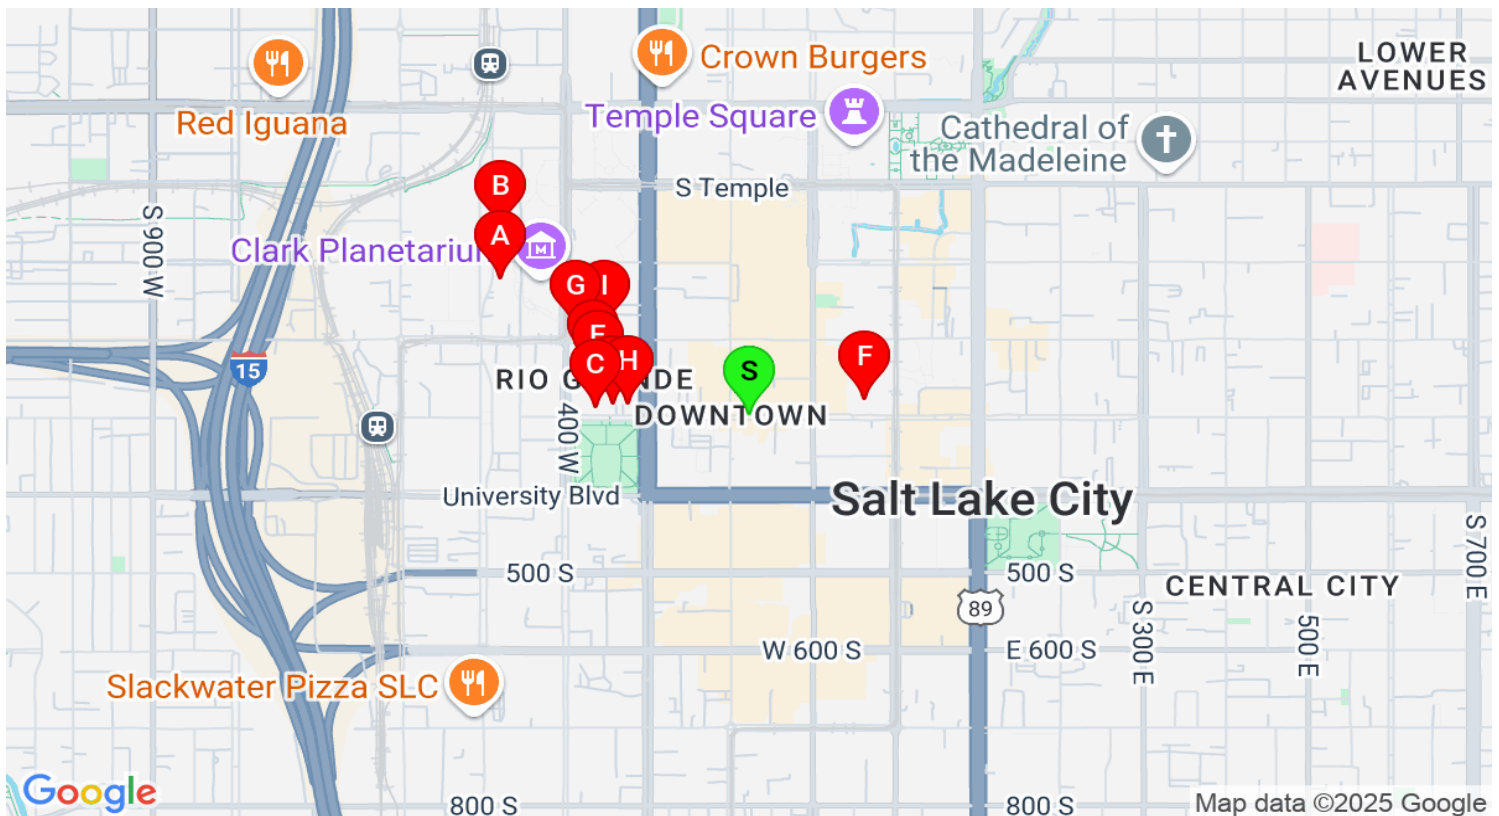 LOWER
AVENUES
Crown Burgers
Red Iguana
Temple Square
Cathedral of
the Madeleine
B
S Temple
S 900 W
A
Clark Planetarium
G
I
E
C
H
F
S
15
RIO GRANDE
DOWNTOWN
400 W
University Blvd
Salt Lake City
500 S
500 S
S 700 E
CENTRAL CITY
89
S 300 E
500 E
W 600 S
E 600 S
Slackwater Pizza SLC
Google
800 S
800 S
Map data ©2025 Google